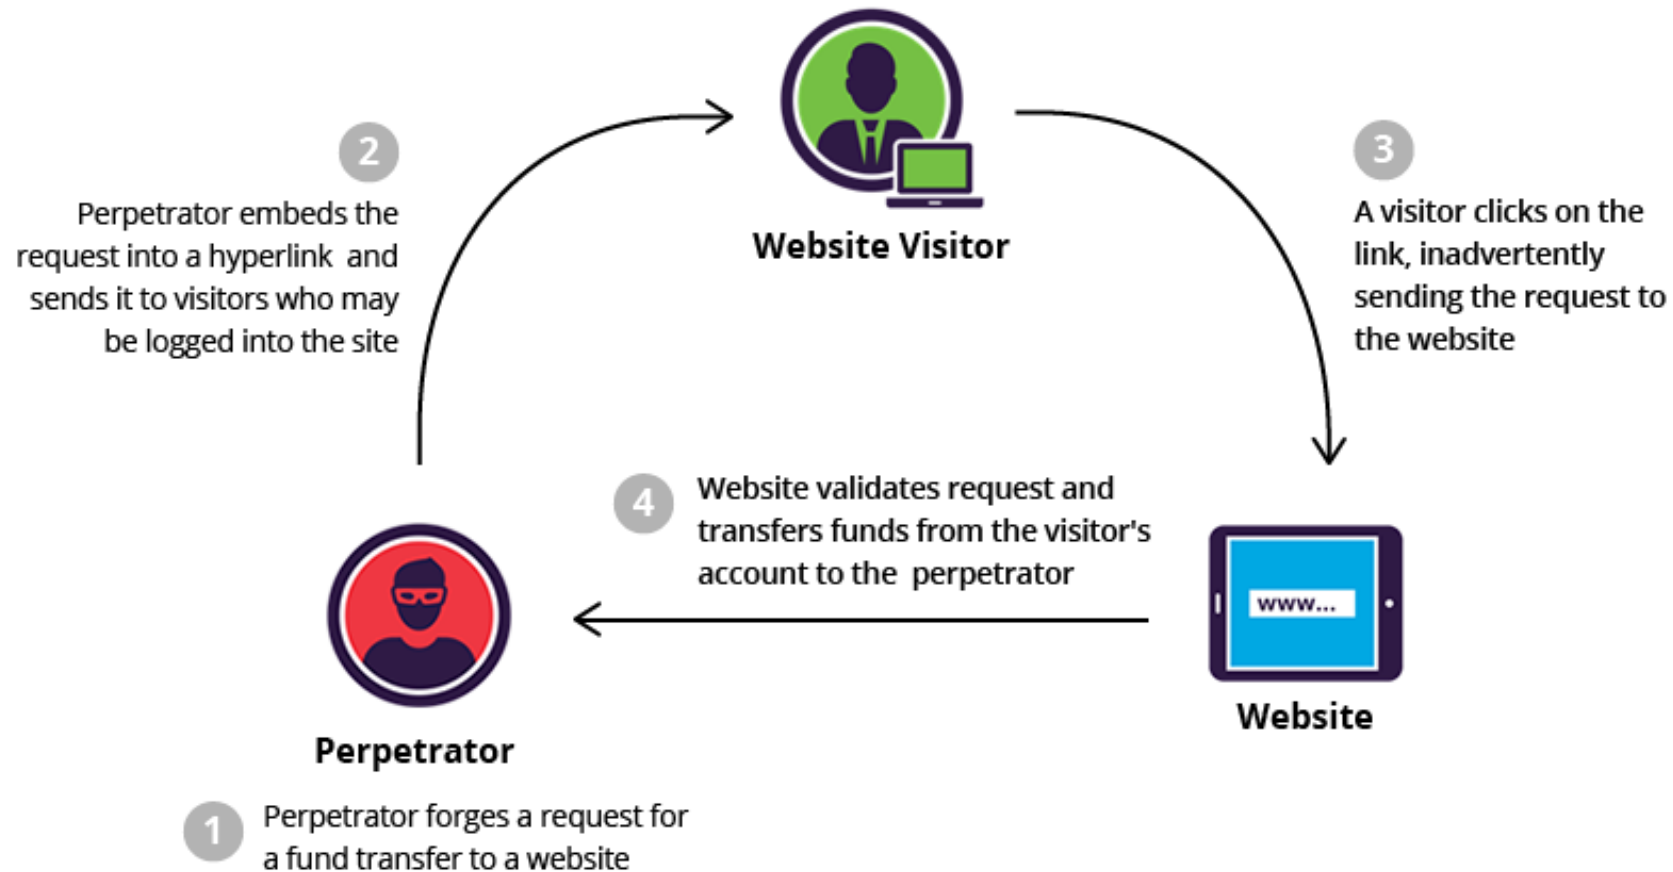 2
Perpetrator embeds the
request into a hyperlink and
sends it to visitors who may
be logged into the site
Website Visitor
3
A visitor clicks on the
link, inadvertently
sending the request to
the website
4
Website validates request and
transfers funds from the visitor's
account to the perpetrator
www...
Website
Perpetrator
1
Perpetrator forges a request for
a fund transfer to a website